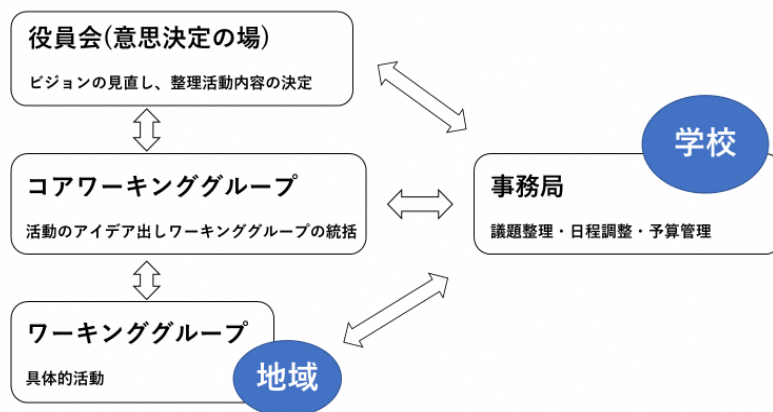 役員会(意思決定の場)
ビジョンの見直し、整理活動内容の決定
コアワーキンググループ
活動のアイデア出しワーキンググループの統括
ワーキンググループ
具体的活動
地域
学校
事務局
議題整理・日程調整・予算管理